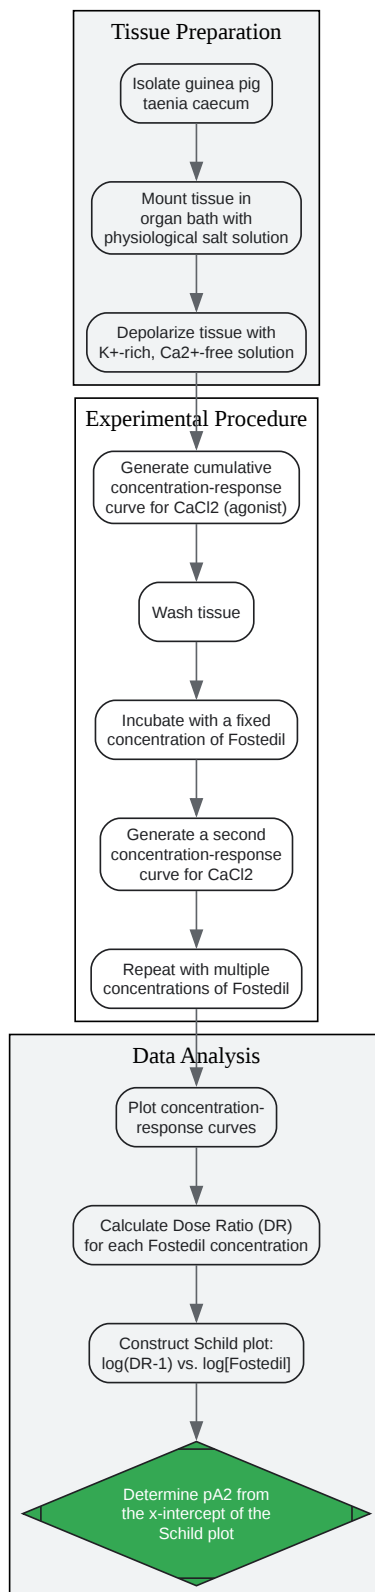 Tissue Preparation
Isolate guinea pig
taenia caecum
Mount tissue in
organ bath with
physiological salt solution
Depolarize tissue with
K+-rich, Ca2+-free solution
Experimental Procedure
Generate cumulative
concentration-response
curve for CaCl2 (agonist)
Wash tissue
Incubate with a fixed
concentration of Fostedil
Generate a second
concentration-response
curve for CaCl2
Repeat with multiple
concentrations of Fostedil
Data Analysis
Plot concentration-
response curves
Calculate Dose Ratio (DR)
for each Fostedil concentration
Construct Schild plot:
log(DR-1) vs. log[Fostedil]
Determine pA2 from
the x-intercept of the
Schild plot